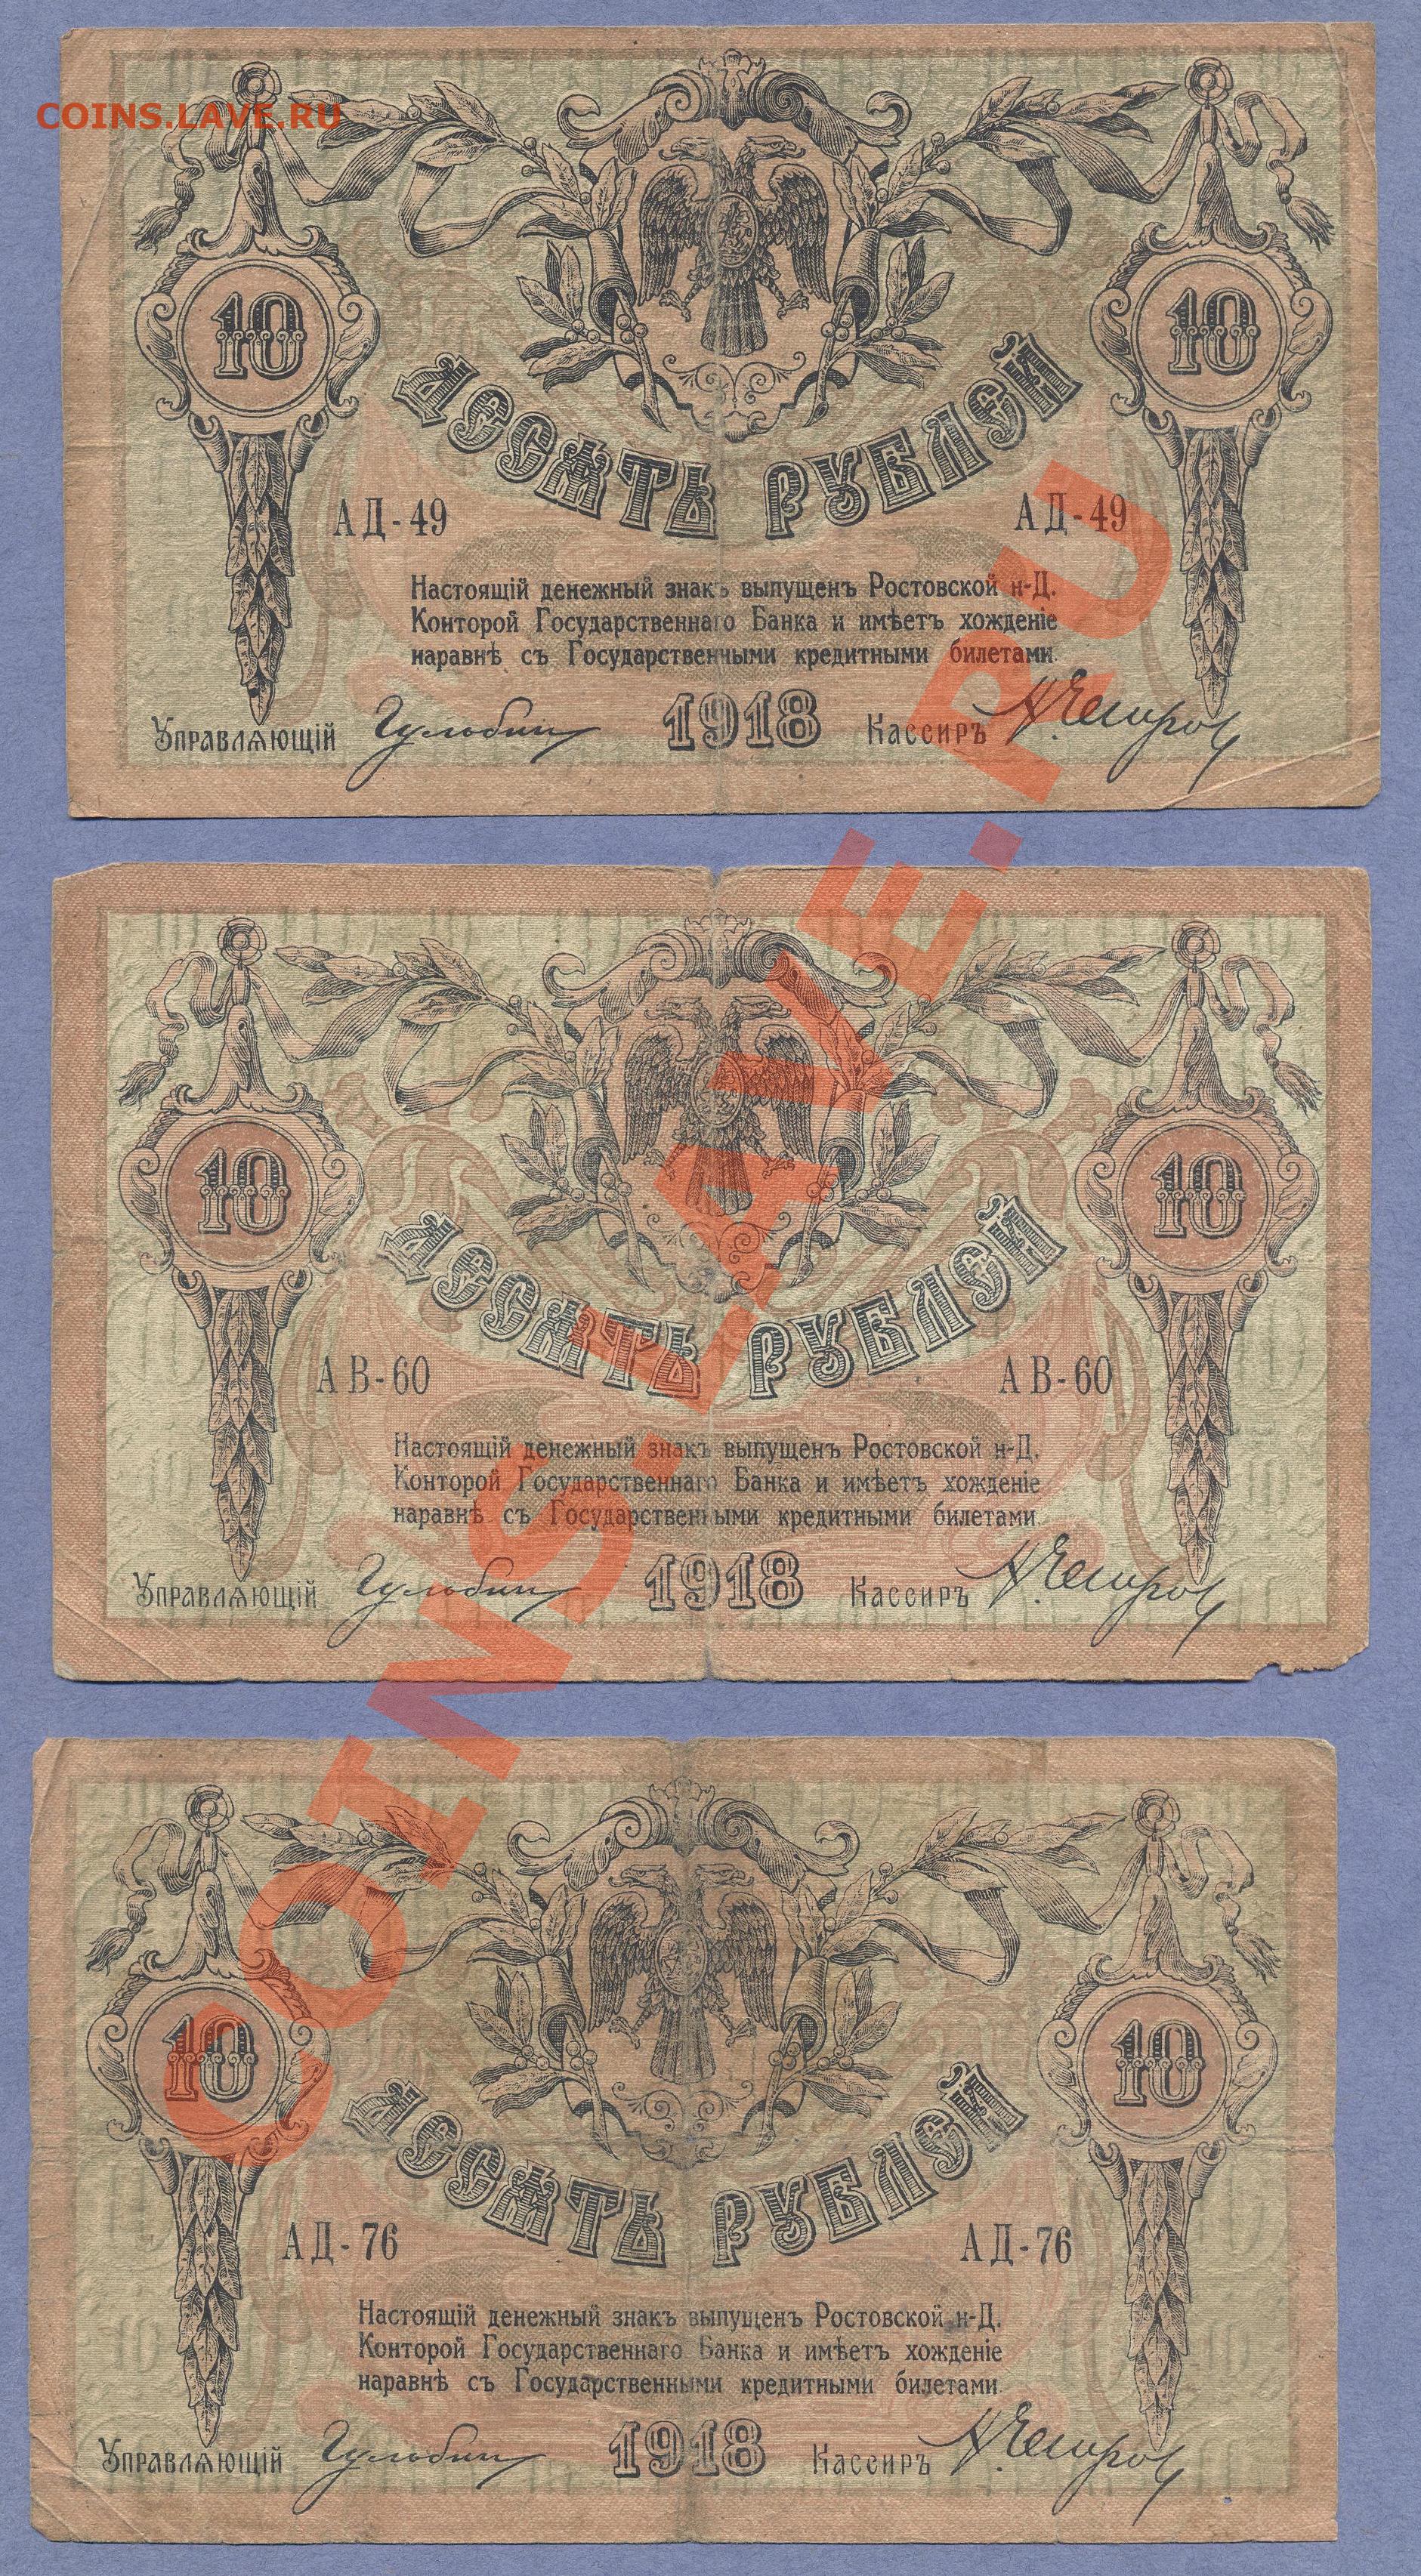 COINS.LAVE.RU
10 10
ДЕСЯТЬ РУБЛЕЙ
АД-49 АД-49
Настоящій денежный знакъ выпущенъ Ростовской н-Д.
Конторой Государственнаго Банка и имѣетъ хожденіе
наравнѣ съ Государственными кредитными билетами.
Управляющій 1918 Кассиръ
10 10
ДЕСЯТЬ РУБЛЕЙ
АВ-60 АВ-60
Настоящій денежный знакъ выпущенъ Ростовской н-Д.
Конторой Государственнаго Банка и имѣетъ хожденіе
наравнѣ съ Государственными кредитными билетами.
Управляющій 1918 Кассиръ
10 10
ДЕСЯТЬ РУБЛЕЙ
АД-76 АД-76
Настоящій денежный знакъ выпущенъ Ростовской н-Д.
Конторой Государственнаго Банка и имѣетъ хожденіе
наравнѣ съ Государственными кредитными билетами.
Управляющій 1918 Кассиръ
COINS.LAVE.RU